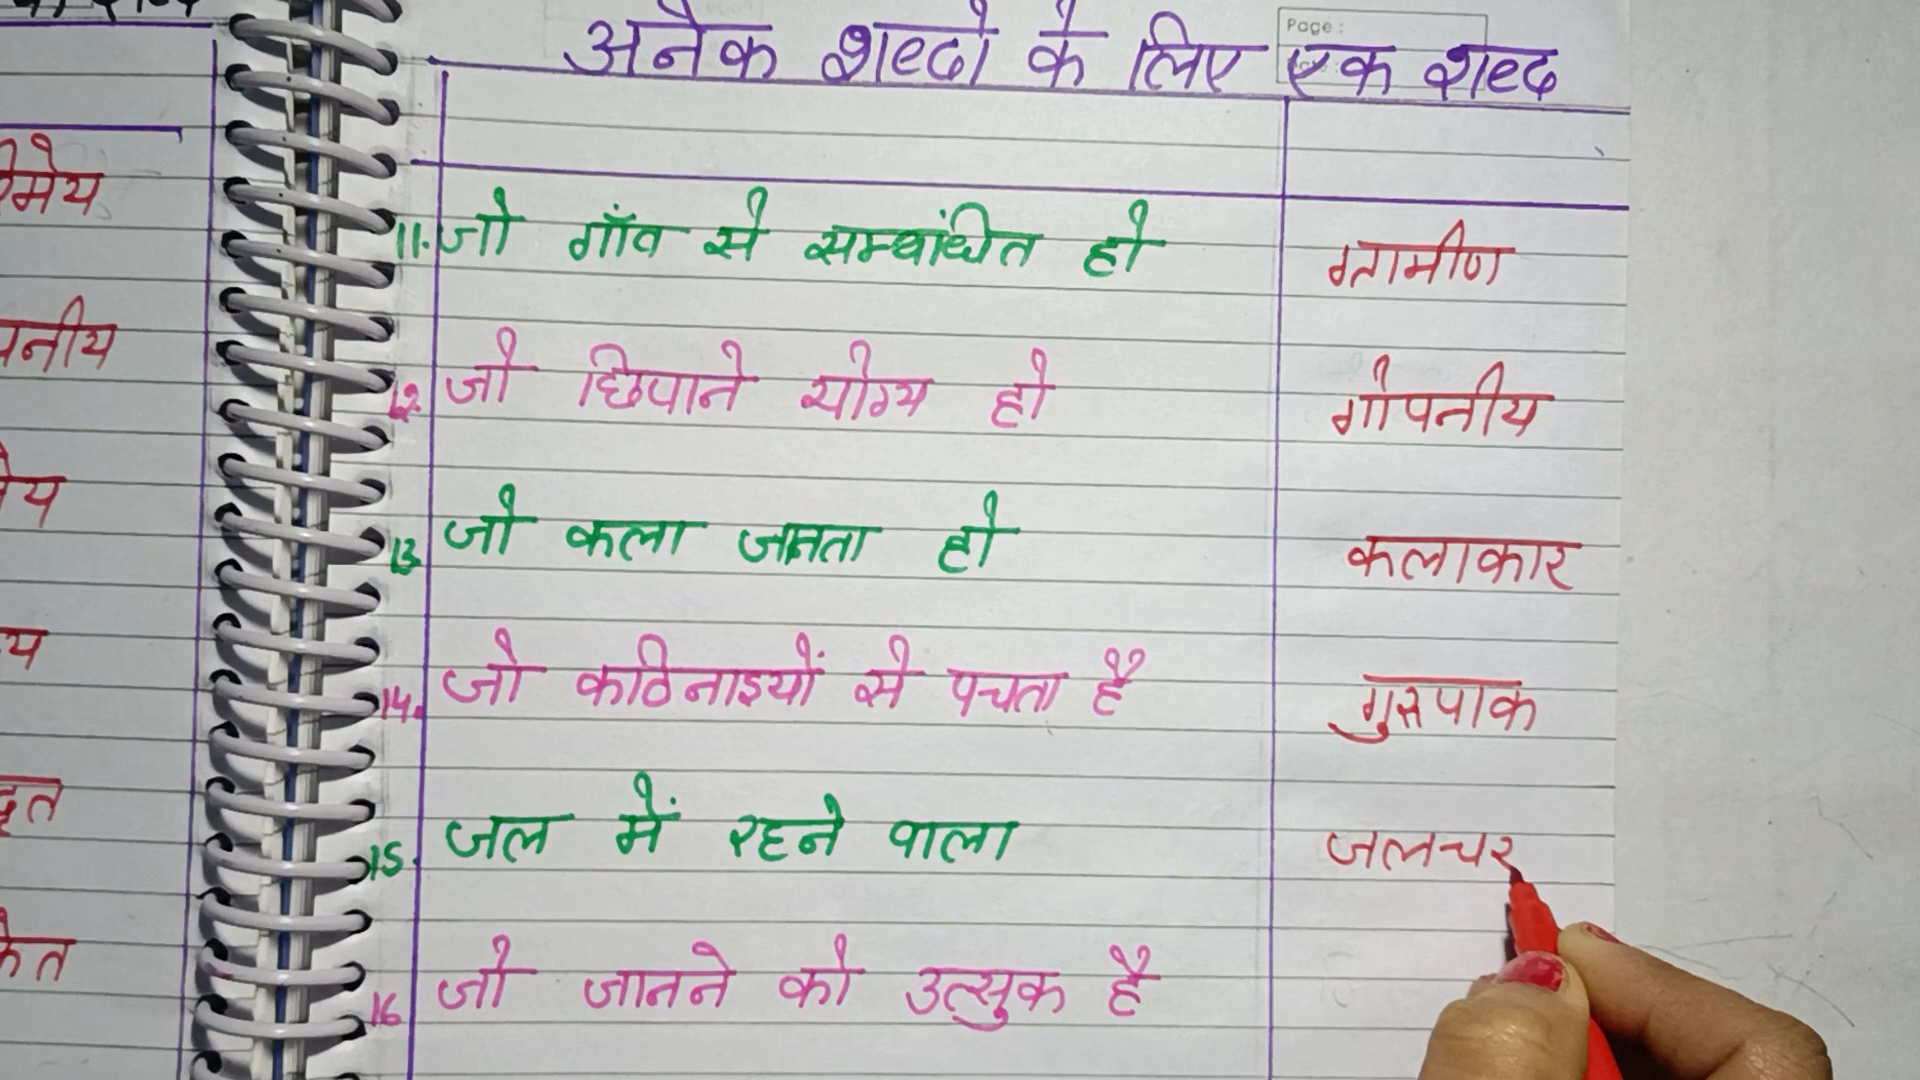 Page :
अनेक शब्दों के लिए एक शब्द
11. जो गाँव से सम्बंधित हो ग्रामीण
12. जो छिपाने योग्य हो गोपनीय
13. जो कला जानता हो कलाकार
14. जो कठिनाइयों से पचता है गुरुपाक
15. जल में रहने वाला जलचर
16 जो जानने को उत्सुक है